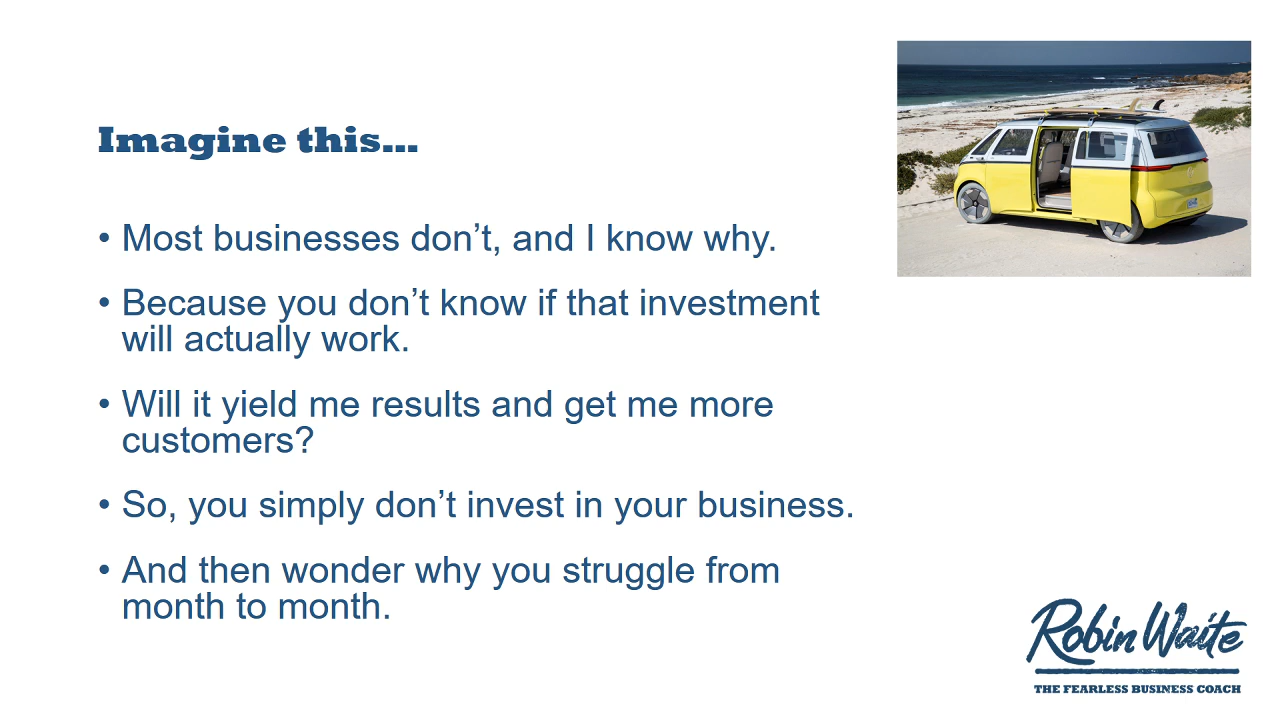 Imagine this...
• Most businesses don’t, and I know why.
• Because you don’t know if that investment
will actually work.
• Will it yield me results and get me more
customers?
• So, you simply don’t invest in your business.
• And then wonder why you struggle from
month to month.
Robin Waite
THE FEARLESS BUSINESS COACH